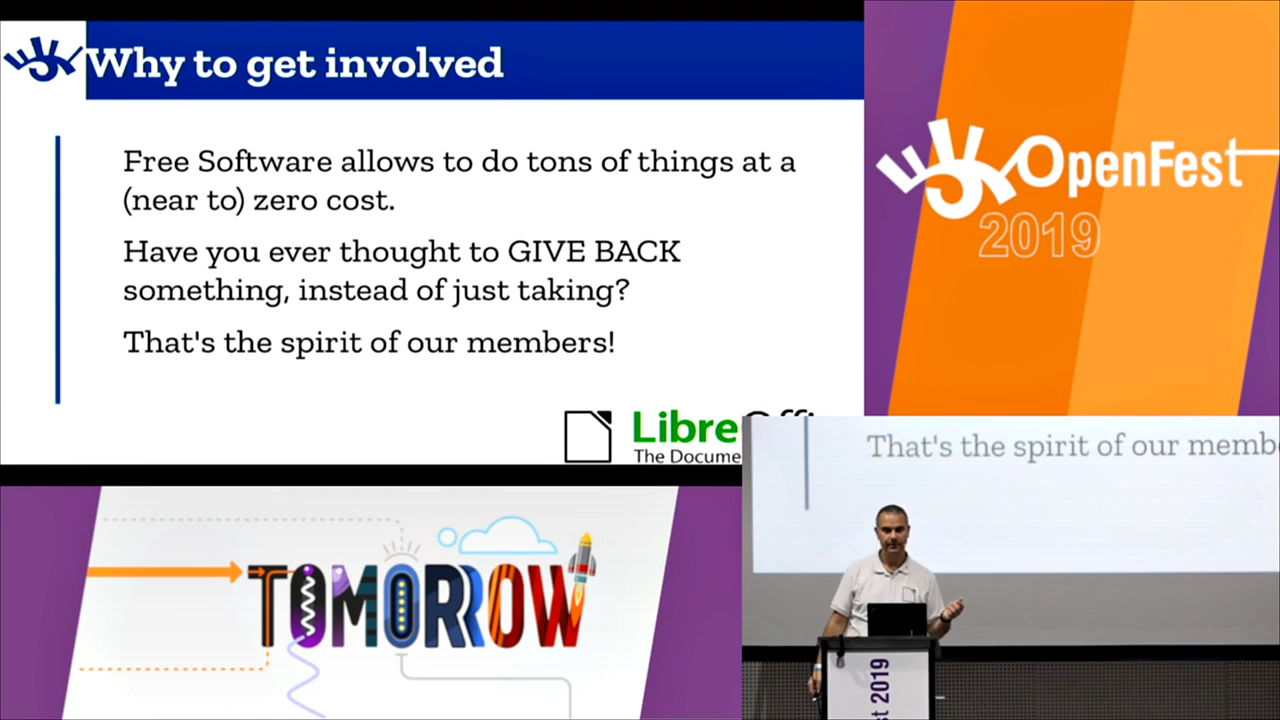 Why to get involved
Free Software allows to do tons of things at a
(near to) zero cost.
Have you ever thought to GIVE BACK
something, instead of just taking?
That's the spirit of our members!
Libre
The Docume
OpenFest
2019
TOMORROW
That's the spirit of our memb
st 2019